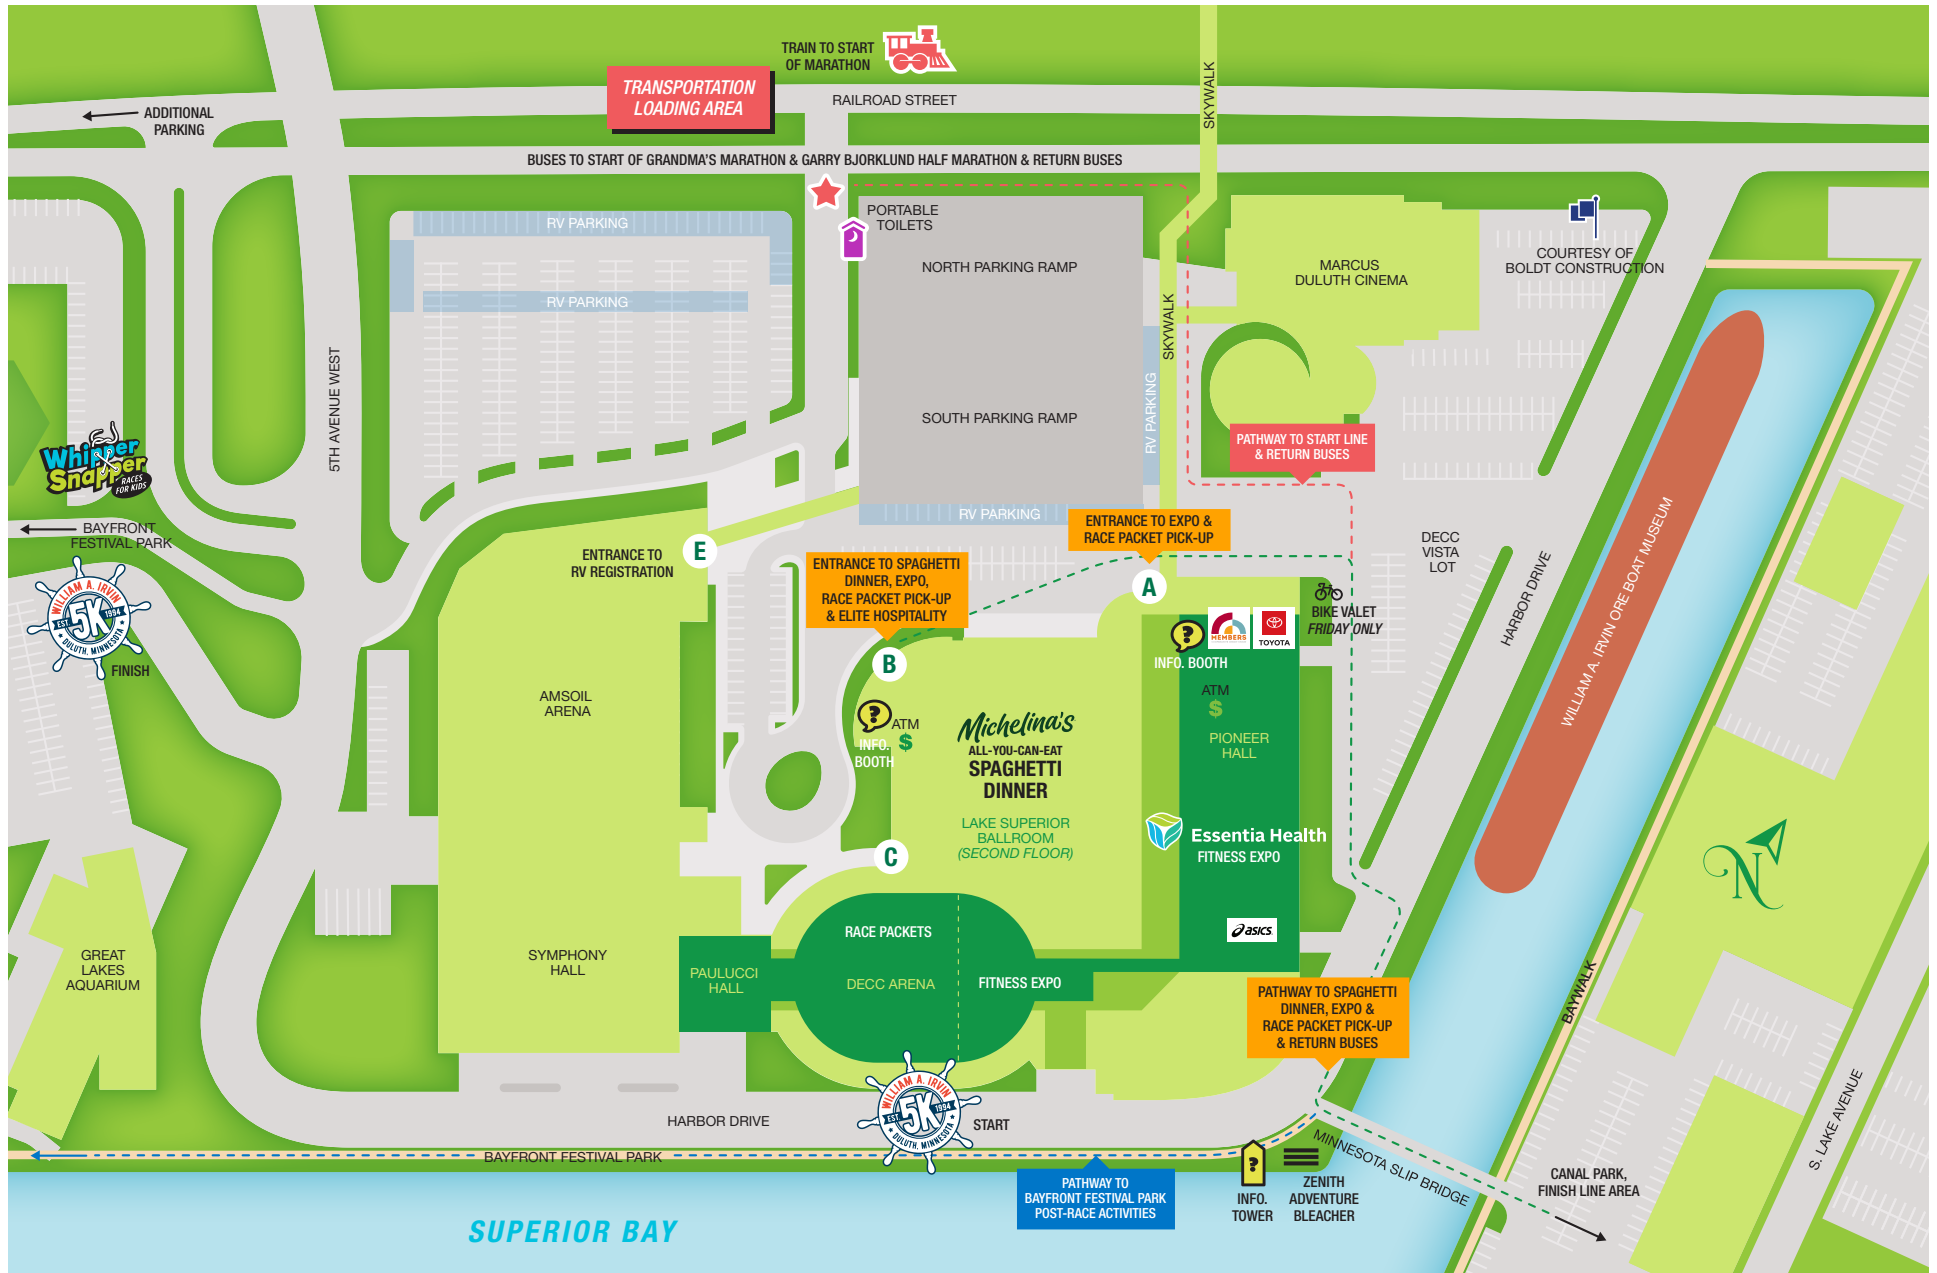 TRAIN TO START
OF MARATHON
TRANSPORTATION
LOADING AREA
RAILROAD STREET
SKYWALK
ADDITIONAL
PARKING
BUSES TO START OF GRANDMA'S MARATHON & GARRY BJORKLUND HALF MARATHON & RETURN BUSES
PORTABLE
TOILETS
RV PARKING
RV PARKING
NORTH PARKING RAMP
SOUTH PARKING RAMP
SKYWALK
RV PARKING
RV PARKING
MARCUS
DULUTH CINEMA
COURTESY OF
BOLDT CONSTRUCTION
5TH AVENUE WEST
PATHWAY TO START LINE
& RETURN BUSES
Whipper
Snapper
RACES
FOR KIDS
BAYFRONT
FESTIVAL PARK
WILLIAM A. IRVIN
EST. 5K 1994
DULUTH, MINNESOTA
FINISH
ENTRANCE TO
RV REGISTRATION
E
ENTRANCE TO SPAGHETTI
DINNER, EXPO,
RACE PACKET PICK-UP
& ELITE HOSPITALITY
B
ENTRANCE TO EXPO &
RACE PACKET PICK-UP
A
DECC
VISTA
LOT
HARBOR DRIVE
WILLIAM A. IRVIN ORE BOAT MUSEUM
BIKE VALET
FRIDAY ONLY
?
MEMBERS
TOYOTA
INFO. BOOTH
ATM
$
PIONEER
HALL
AMSOIL
ARENA
?
ATM
$
INFO.
BOOTH
Michelina's
ALL-YOU-CAN-EAT
SPAGHETTI
DINNER
LAKE SUPERIOR
BALLROOM
(SECOND FLOOR)
C
Essentia Health
FITNESS EXPO
asics
N
GREAT
LAKES
AQUARIUM
SYMPHONY
HALL
PAULUCCI
HALL
RACE PACKETS
DECC ARENA
FITNESS EXPO
PATHWAY TO SPAGHETTI
DINNER, EXPO &
RACE PACKET PICK-UP
& RETURN BUSES
BAYWALK
S. LAKE AVENUE
HARBOR DRIVE
WILLIAM A. IRVIN
EST. 5K 1994
DULUTH, MINNESOTA
START
BAYFRONT FESTIVAL PARK
PATHWAY TO
BAYFRONT FESTIVAL PARK
POST-RACE ACTIVITIES
?
INFO.
TOWER
ZENITH
ADVENTURE
BLEACHER
MINNESOTA SLIP BRIDGE
CANAL PARK,
FINISH LINE AREA
SUPERIOR BAY